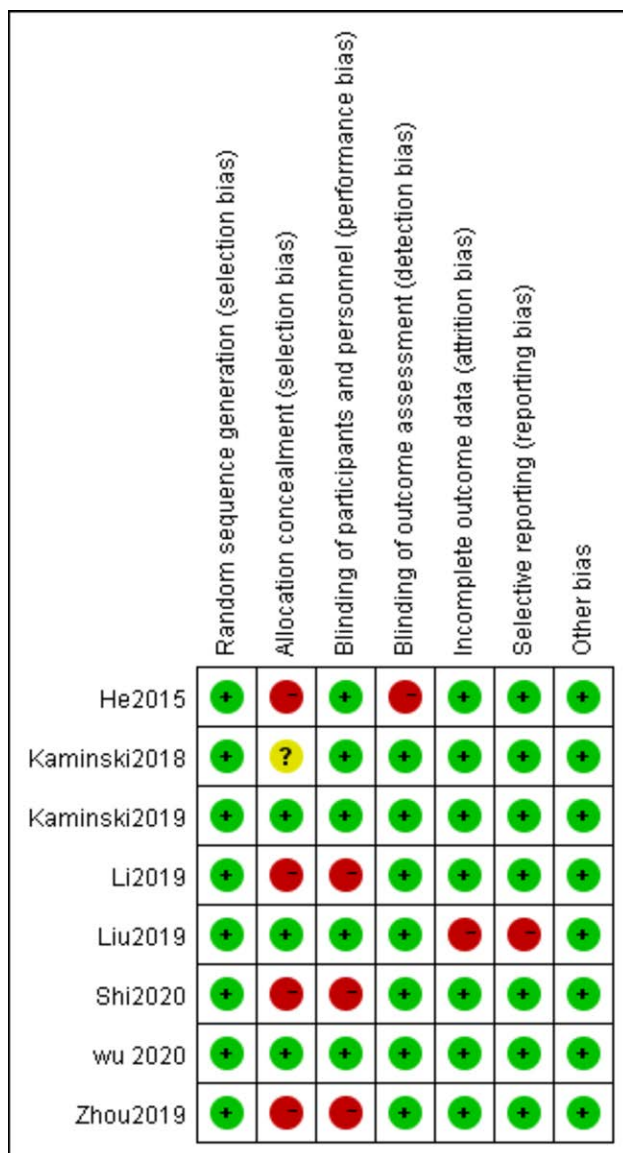 Random sequence generation (selection bias)
Allocation concealment (selection bias)
Blinding of participants and personnel (performance bias)
Blinding of outcome assessment (detection bias)
Incomplete outcome data (attrition bias)
Selective reporting (reporting bias)
Other bias
He2015 + - + - + + +
Kaminski2018 + ? + + + + +
Kaminski2019 + + + + + + +
Li2019 + - - + + + +
Liu2019 + + + + - - +
Shi2020 + - - + + + +
wu 2020 + + + + + + +
Zhou2019 + - - + + + +